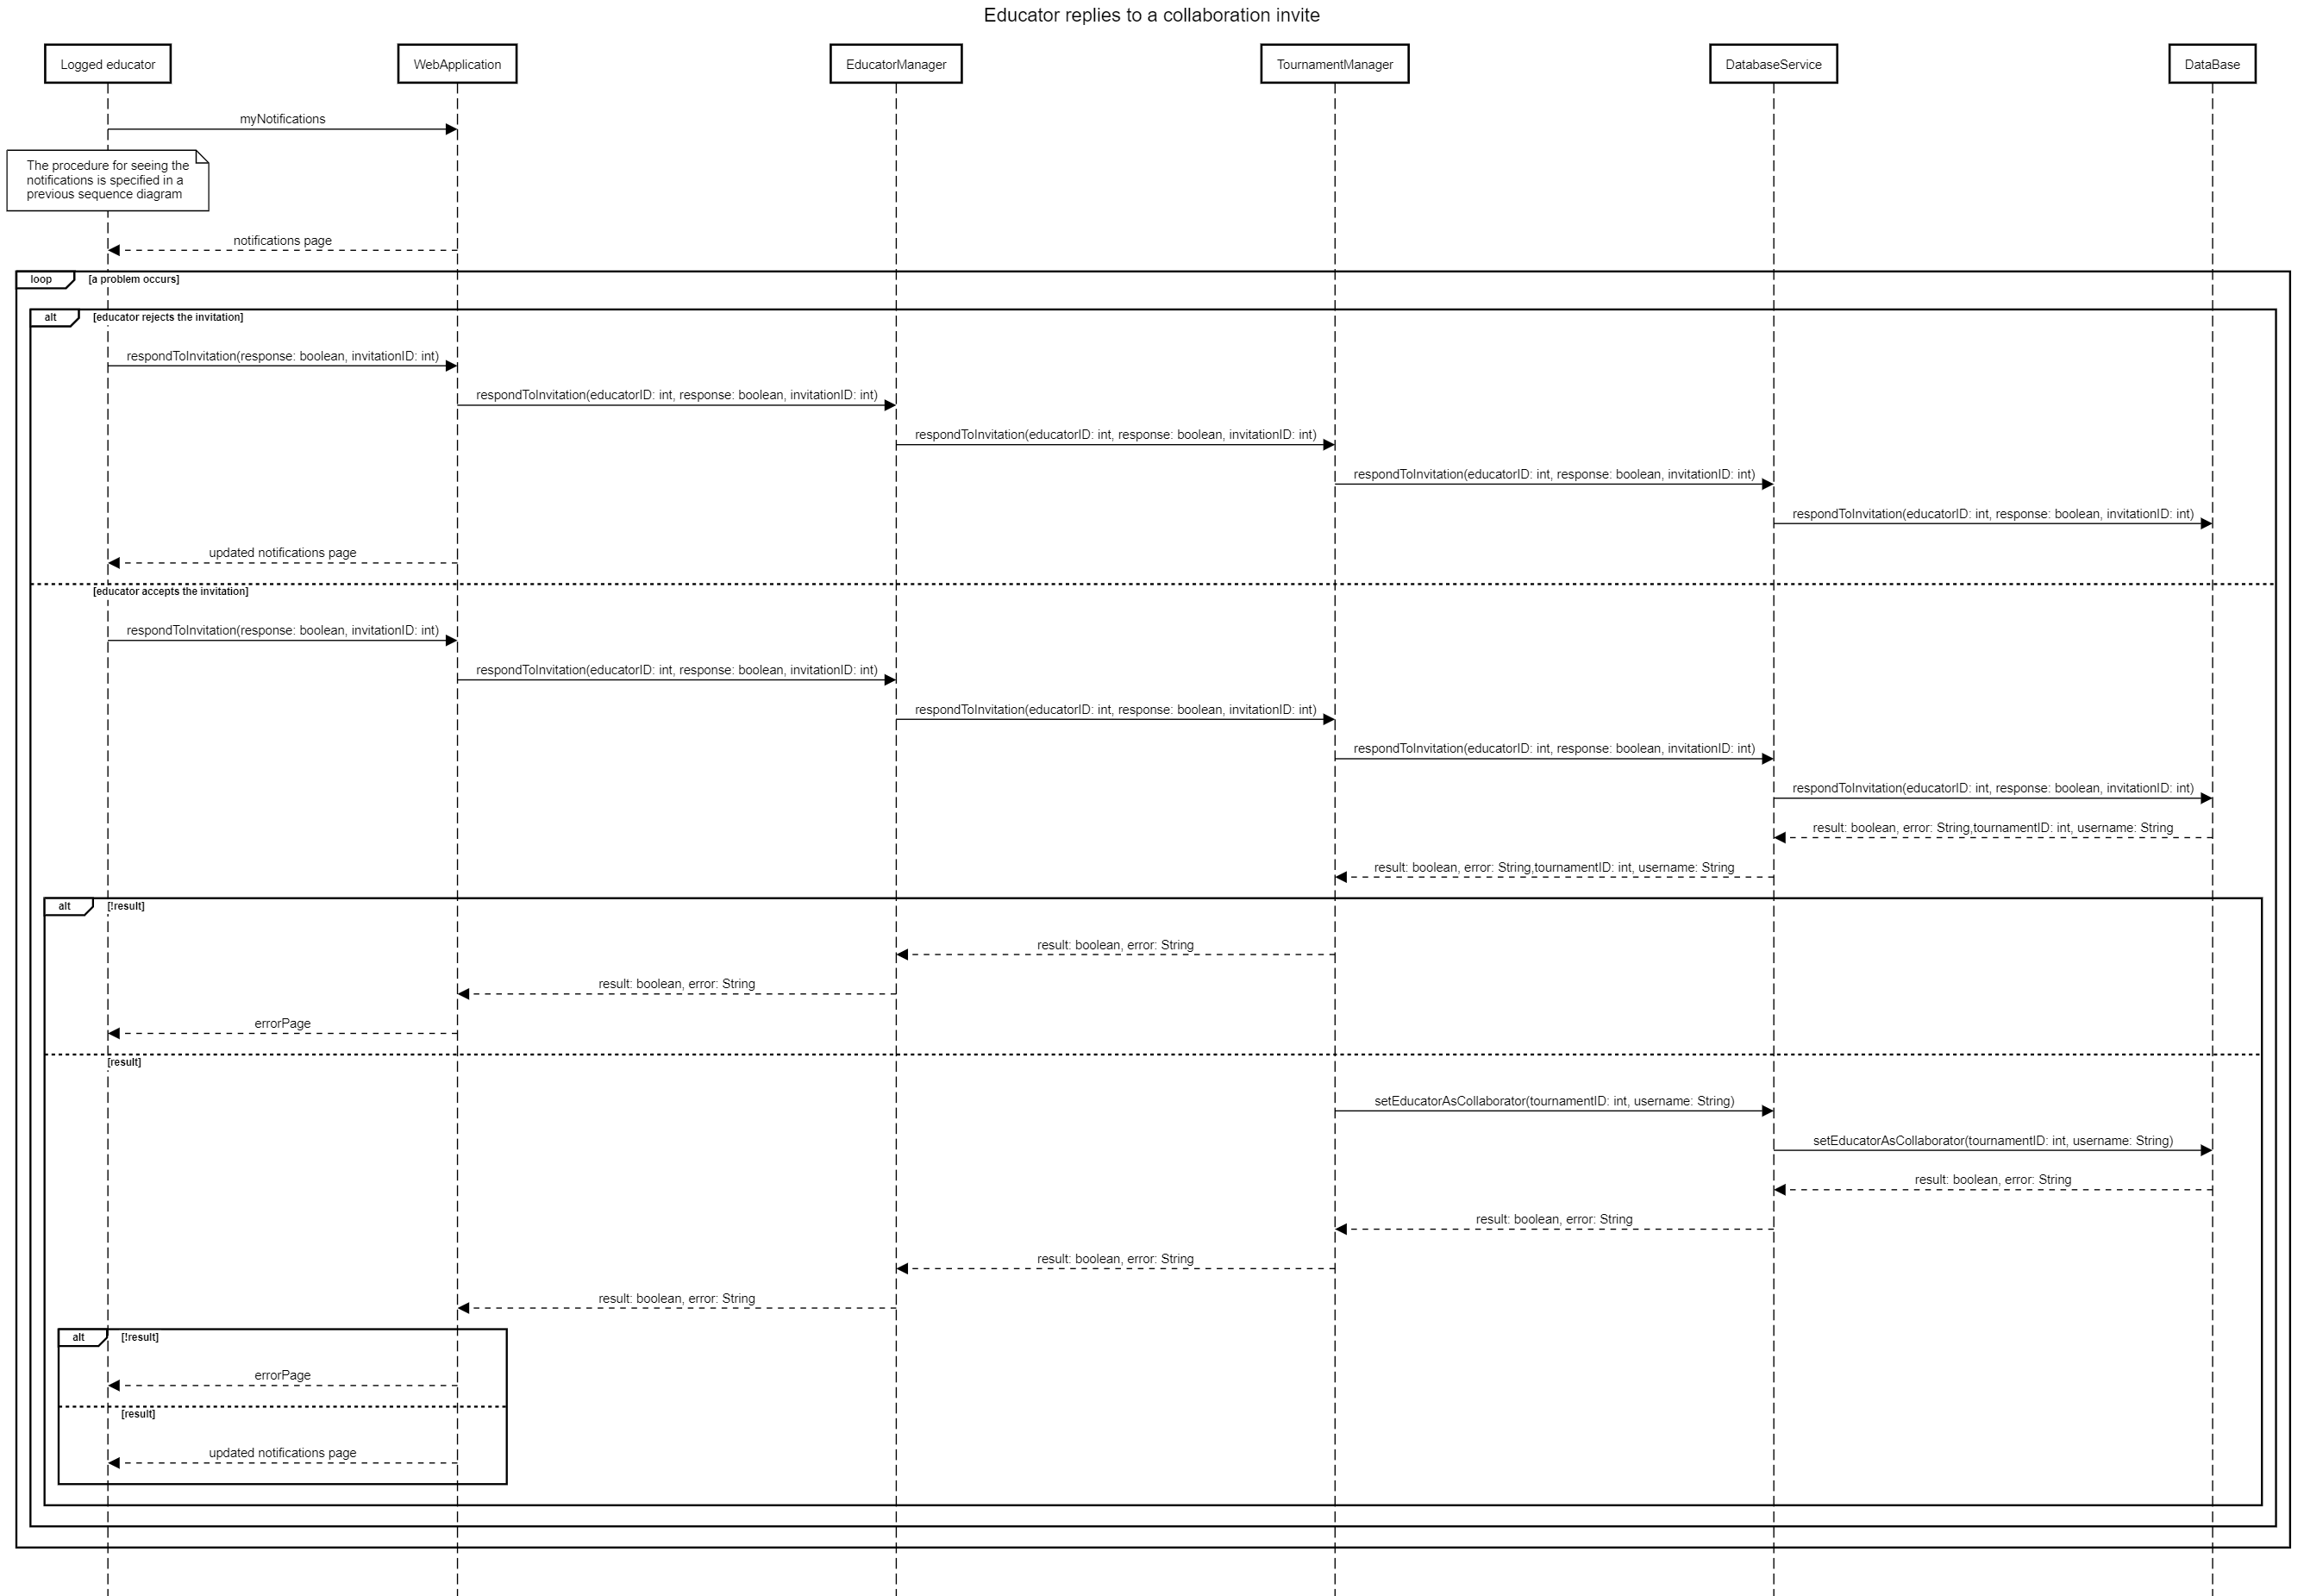 Educator replies to a collaboration invite
Logged educator
WebApplication
EducatorManager
TournamentManager
DatabaseService
DataBase
myNotifications
The procedure for seeing the
notifications is specified in a
previous sequence diagram
notifications page
loop
[a problem occurs]
alt
[educator rejects the invitation]
respondToInvitation(response: boolean, invitationID: int)
respondToInvitation(educatorID: int, response: boolean, invitationID: int)
respondToInvitation(educatorID: int, response: boolean, invitationID: int)
respondToInvitation(educatorID: int, response: boolean, invitationID: int)
respondToInvitation(educatorID: int, response: boolean, invitationID: int)
updated notifications page
[educator accepts the invitation]
respondToInvitation(response: boolean, invitationID: int)
respondToInvitation(educatorID: int, response: boolean, invitationID: int)
respondToInvitation(educatorID: int, response: boolean, invitationID: int)
respondToInvitation(educatorID: int, response: boolean, invitationID: int)
respondToInvitation(educatorID: int, response: boolean, invitationID: int)
result: boolean, error: String,tournamentID: int, username: String
result: boolean, error: String,tournamentID: int, username: String
alt
[!result]
result: boolean, error: String
result: boolean, error: String
errorPage
[result]
setEducatorAsCollaborator(tournamentID: int, username: String)
setEducatorAsCollaborator(tournamentID: int, username: String)
result: boolean, error: String
result: boolean, error: String
result: boolean, error: String
result: boolean, error: String
alt
[!result]
errorPage
[result]
updated notifications page